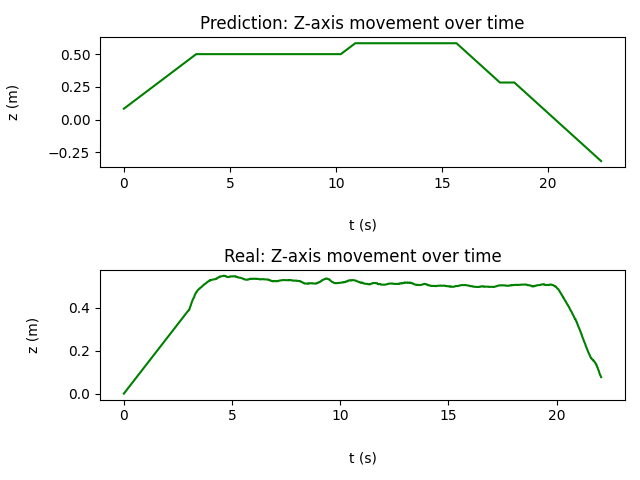 Prediction: Z-axis movement over time
z (m)
0.50
0.25
0.00
−0.25
0 5 10 15 20
t (s)
Real: Z-axis movement over time
z (m)
0.4
0.2
0.0
0 5 10 15 20
t (s)